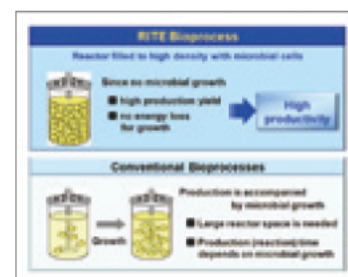 RITE Bioprocess
Reactor filled to high density with microbial cells
Since no microbial growth
■ high production yield
■ no energy loss
for growth
High
productivity
Conventional Bioprocesses
Production is accompanied
by microbial growth
Growth
■ Large reactor space is needed
■ Production (reaction) time
depends on microbial growth